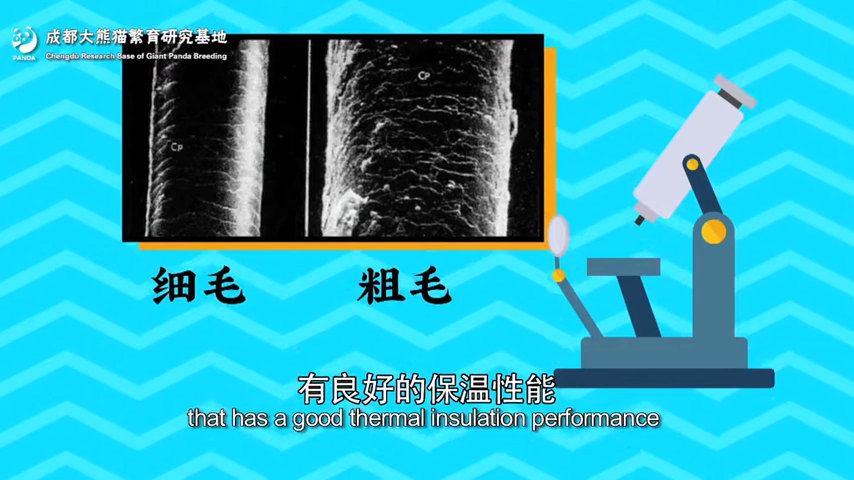 成都大熊猫繁育研究基地
Chengdu Research Base of Giant Panda Breeding
PANDA
Cp
Cp
细毛
粗毛
有良好的保温性能
that has a good thermal insulation performance